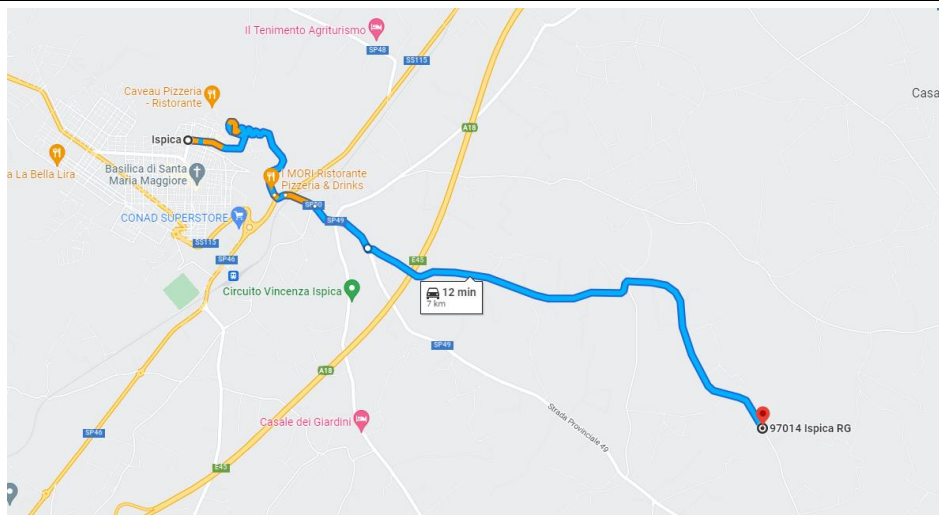 Il Tenimento Agriturismo
SP48
SS115
Caveau Pizzeria
- Ristorante
Casa
A18
Ispica
a La Bella Lira
Basilica di Santa
Maria Maggiore
I MORI Ristorante
Pizzeria & Drinks
CONAD SUPERSTORE
SP49
SS115
SP46
E45
Circuito Vincenza Ispica
12 min
7 km
SP49
A18
Strada Provinciale 49
Casale dei Giardini
97014 Ispica RG
SP46
E45